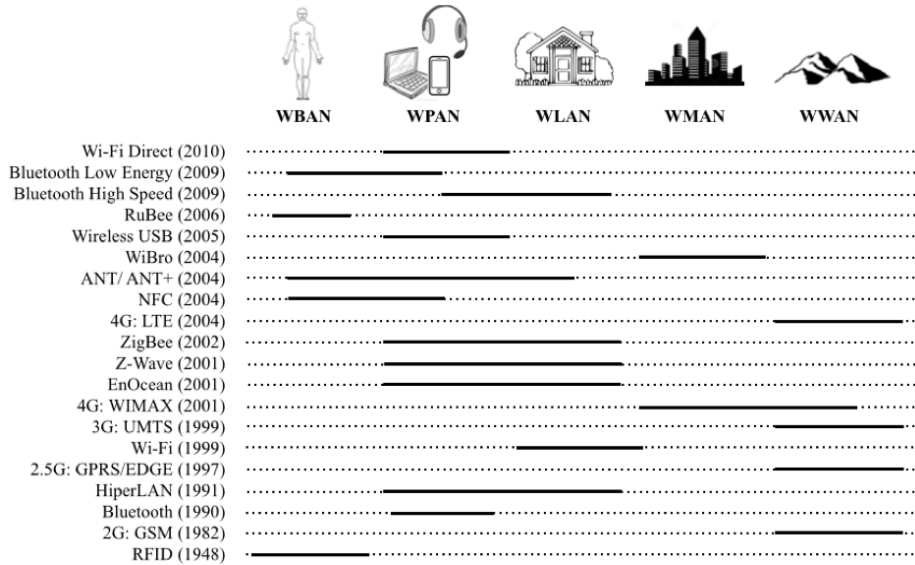 WBAN WPAN WLAN WMAN WWAN
Wi-Fi Direct (2010)
Bluetooth Low Energy (2009)
Bluetooth High Speed (2009)
RuBee (2006)
Wireless USB (2005)
WiBro (2004)
ANT/ ANT+ (2004)
NFC (2004)
4G: LTE (2004)
ZigBee (2002)
Z-Wave (2001)
EnOcean (2001)
4G: WIMAX (2001)
3G: UMTS (1999)
Wi-Fi (1999)
2.5G: GPRS/EDGE (1997)
HiperLAN (1991)
Bluetooth (1990)
2G: GSM (1982)
RFID (1948)